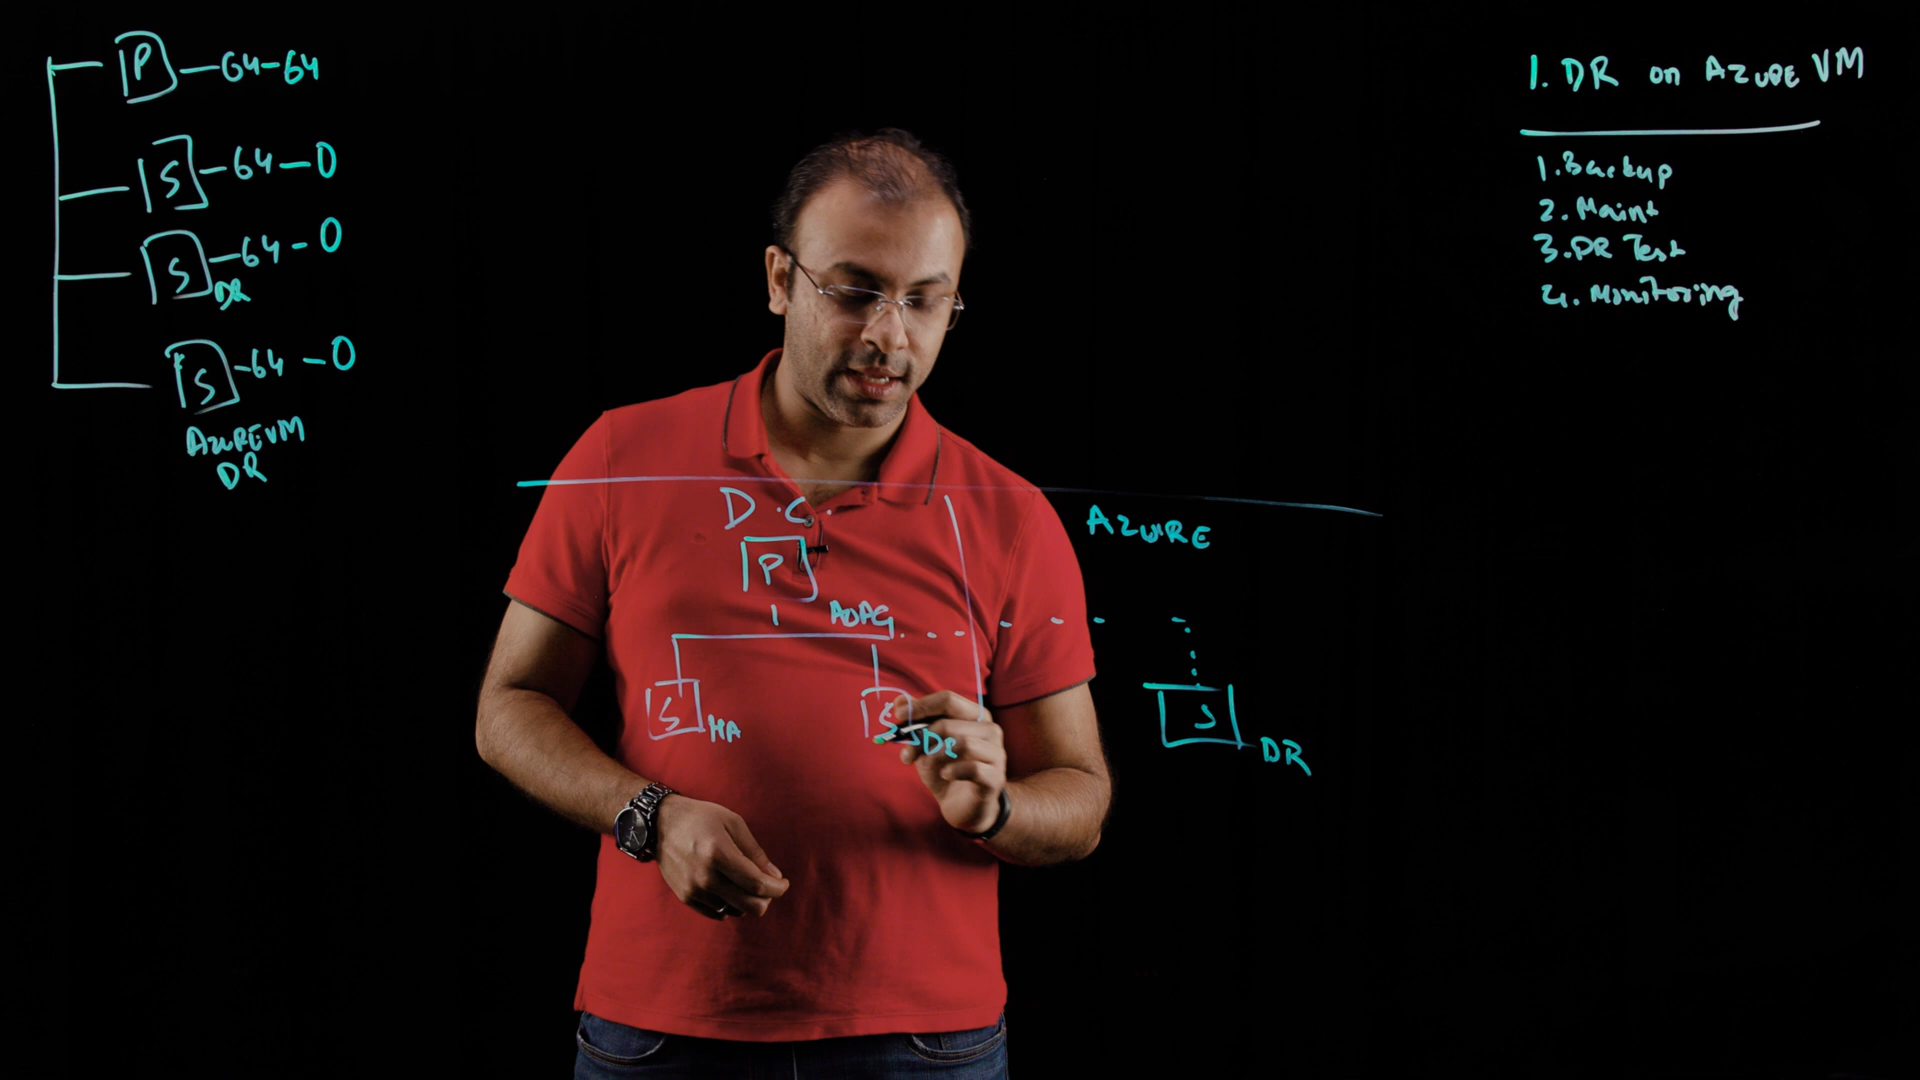 P - 64 - 64
S - 64 - 0
S - 64 - 0
DR
S - 64 - 0
AZUREVM
DR
1. DR on AZURE VM
1. Backup
2. Maint
3. DR Test
4. Monitoring
D.C.
AZURE
P
AOAG
S HA
S DR
S DR